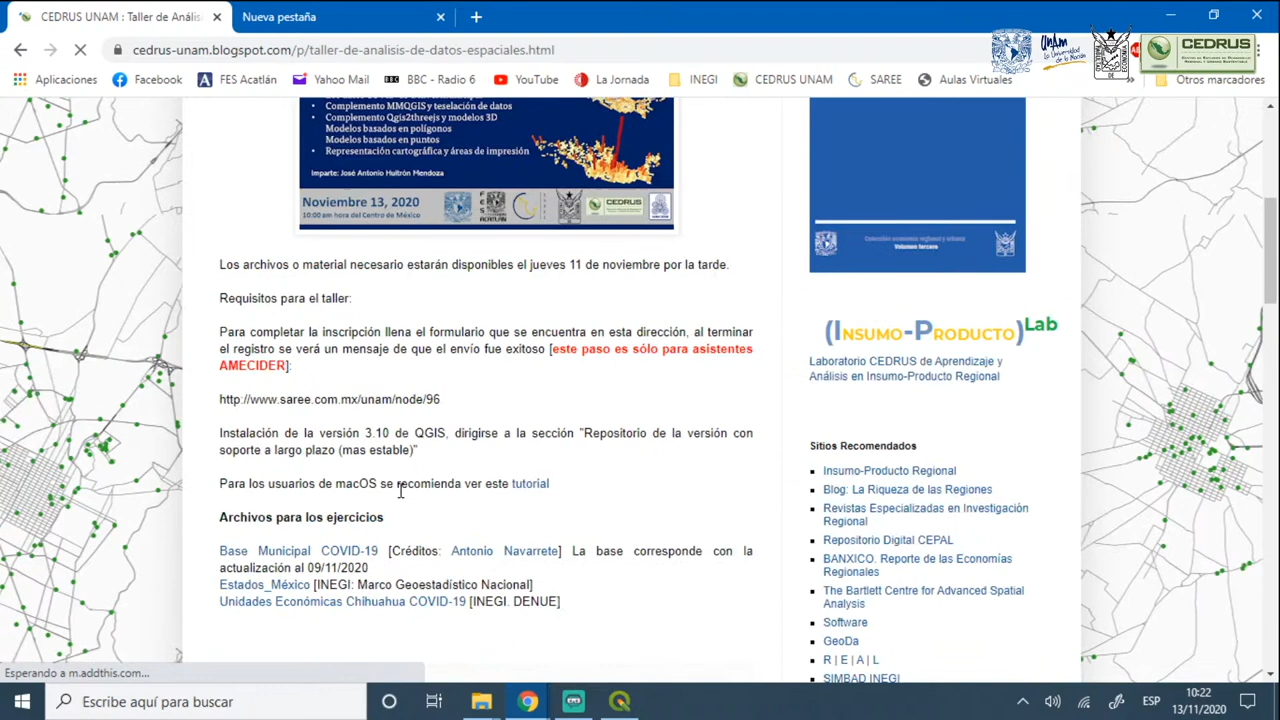 CEDRUS UNAM: Taller de Anális
Nueva pestaña
cedrus-unam.blogspot.com/p/taller-de-analisis-de-datos-espaciales.html
UNAM
La Universidad
de la Nación
CEDRUS
Aplicaciones
Facebook
FES Acatlán
Yahoo Mail
BBC - Radio 6
YouTube
La Jornada
INEGI
CEDRUS UNAM
SAREE
Aulas Virtuales
Otros marcadores
Complemento MMQGIS y teselación de datos
Complemento Qgis2threejs y modelos 3D
Modelos basados en polígonos
Modelos basados en puntos
Representación cartográfica y áreas de impresión
Imparte: José Antonio Huitrón Mendoza
Noviembre 13, 2020
10:00 am hora del Centro de México
CEDRUS
Los archivos o material necesario estarán disponibles el jueves 11 de noviembre por la tarde.
Requisitos para el taller:
Para completar la inscripción llena el formulario que se encuentra en esta dirección, al terminar
el registro se verá un mensaje de que el envío fue exitoso [este paso es sólo para asistentes
AMECIDER]:
http://www.saree.com.mx/unam/node/96
Instalación de la versión 3.10 de QGIS, dirigirse a la sección "Repositorio de la versión con
soporte a largo plazo (mas estable)"
Para los usuarios de macOS se recomienda ver este tutorial
Archivos para los ejercicios
Base Municipal COVID-19 [Créditos: Antonio Navarrete] La base corresponde con la
actualización al 09/11/2020
Estados_México [INEGI: Marco Geoestadístico Nacional]
Unidades Económicas Chihuahua COVID-19 [INEGI. DENUE]
Colección economía regional y urbana
Volumen tercero
(INSUMO-PRODUCTO)Lab
Laboratorio CEDRUS de Aprendizaje y
Análisis en Insumo-Producto Regional
Sitios Recomendados
Insumo-Producto Regional
Blog: La Riqueza de las Regiones
Revistas Especializadas en Investigación
Regional
Repositorio Digital CEPAL
BANXICO. Reporte de las Economías
Regionales
The Bartlett Centre for Advanced Spatial
Analysis
Software
GeoDa
R | E | A | L
SIMBAD INEGI
Esperando a m.addthis.com...
Escribe aquí para buscar
ESP
10:22
13/11/2020